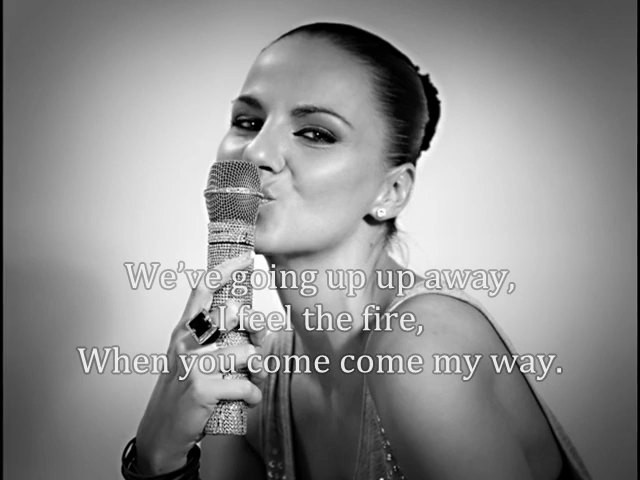 We’ve going up up away,
I feel the fire,
When you come come my way.